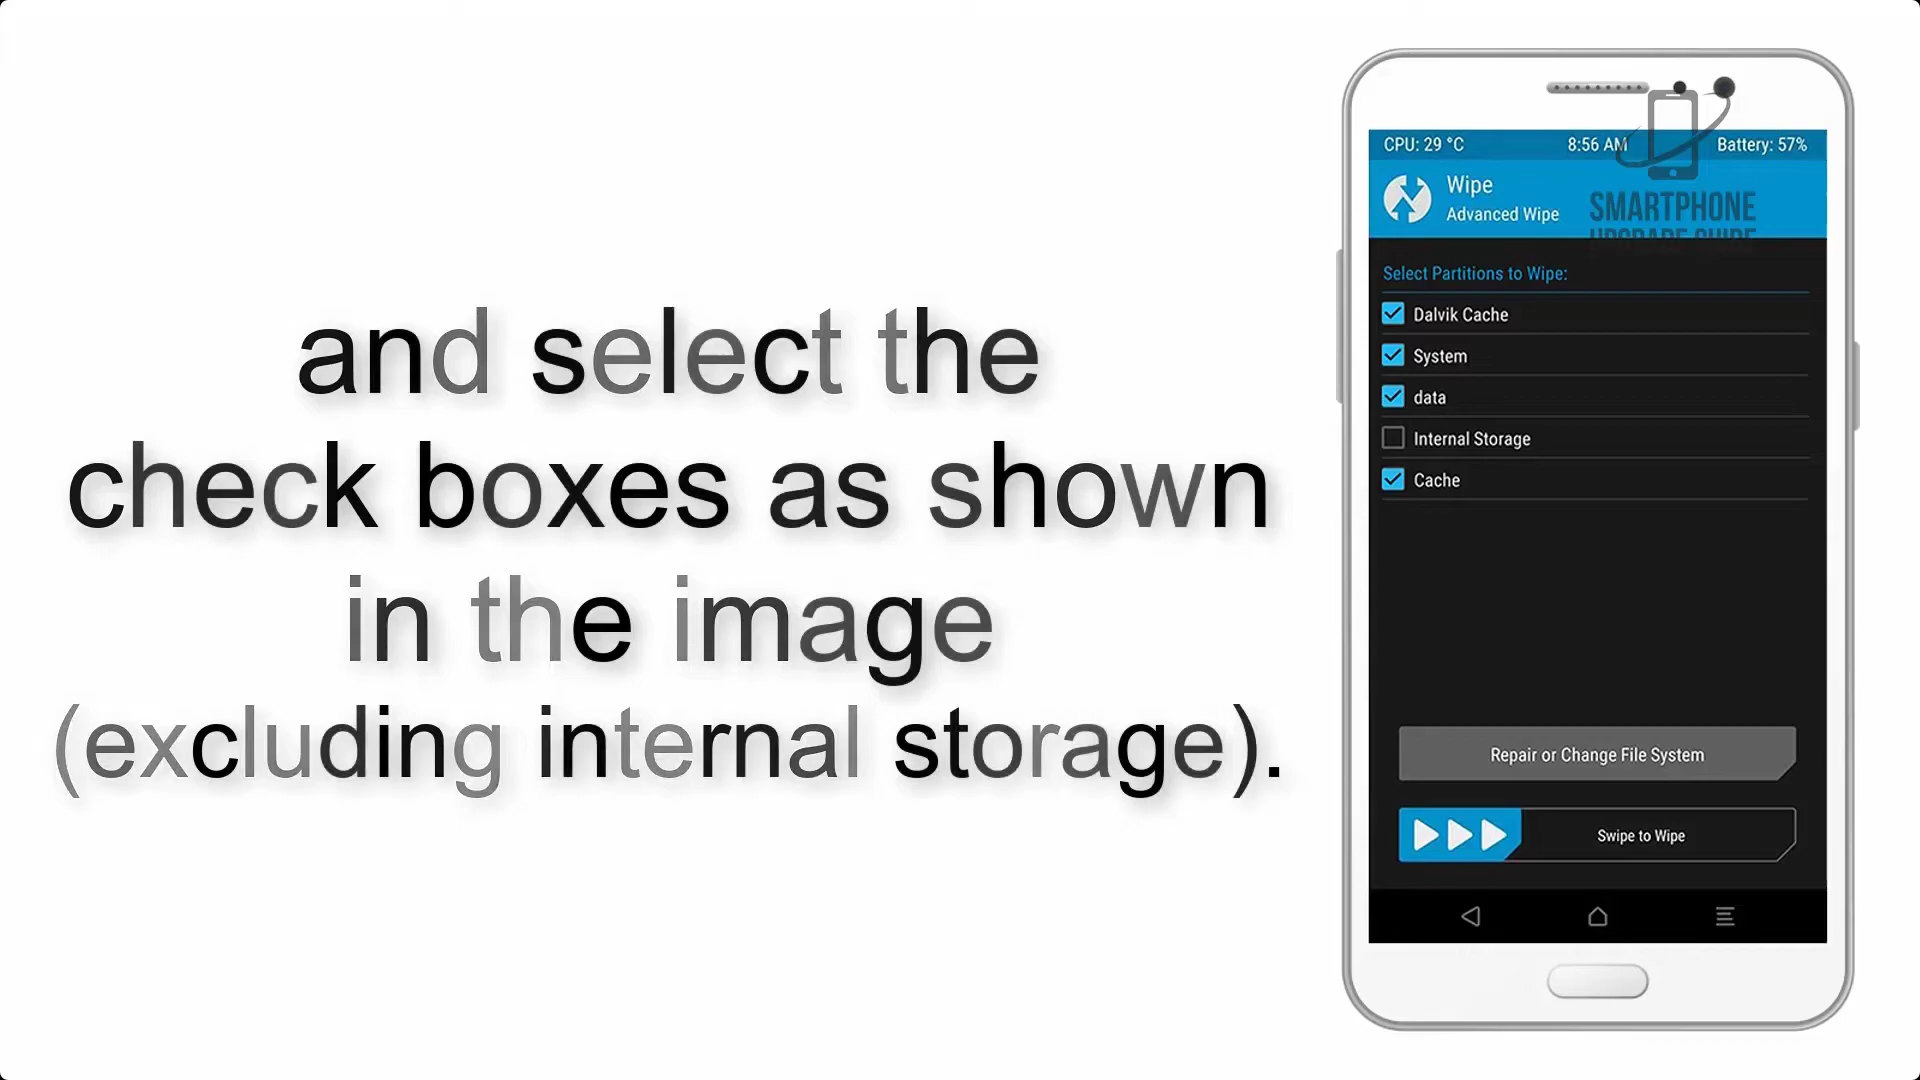 and select the
check boxes as shown
in the image
(excluding internal storage).
CPU: 29 °C 8:56 AM Battery: 57%
Wipe
Advanced Wipe
SMARTPHONE
UPGRADE GUIDE
Select Partitions to Wipe:
Dalvik Cache
System
data
Internal Storage
Cache
Repair or Change File System
Swipe to Wipe